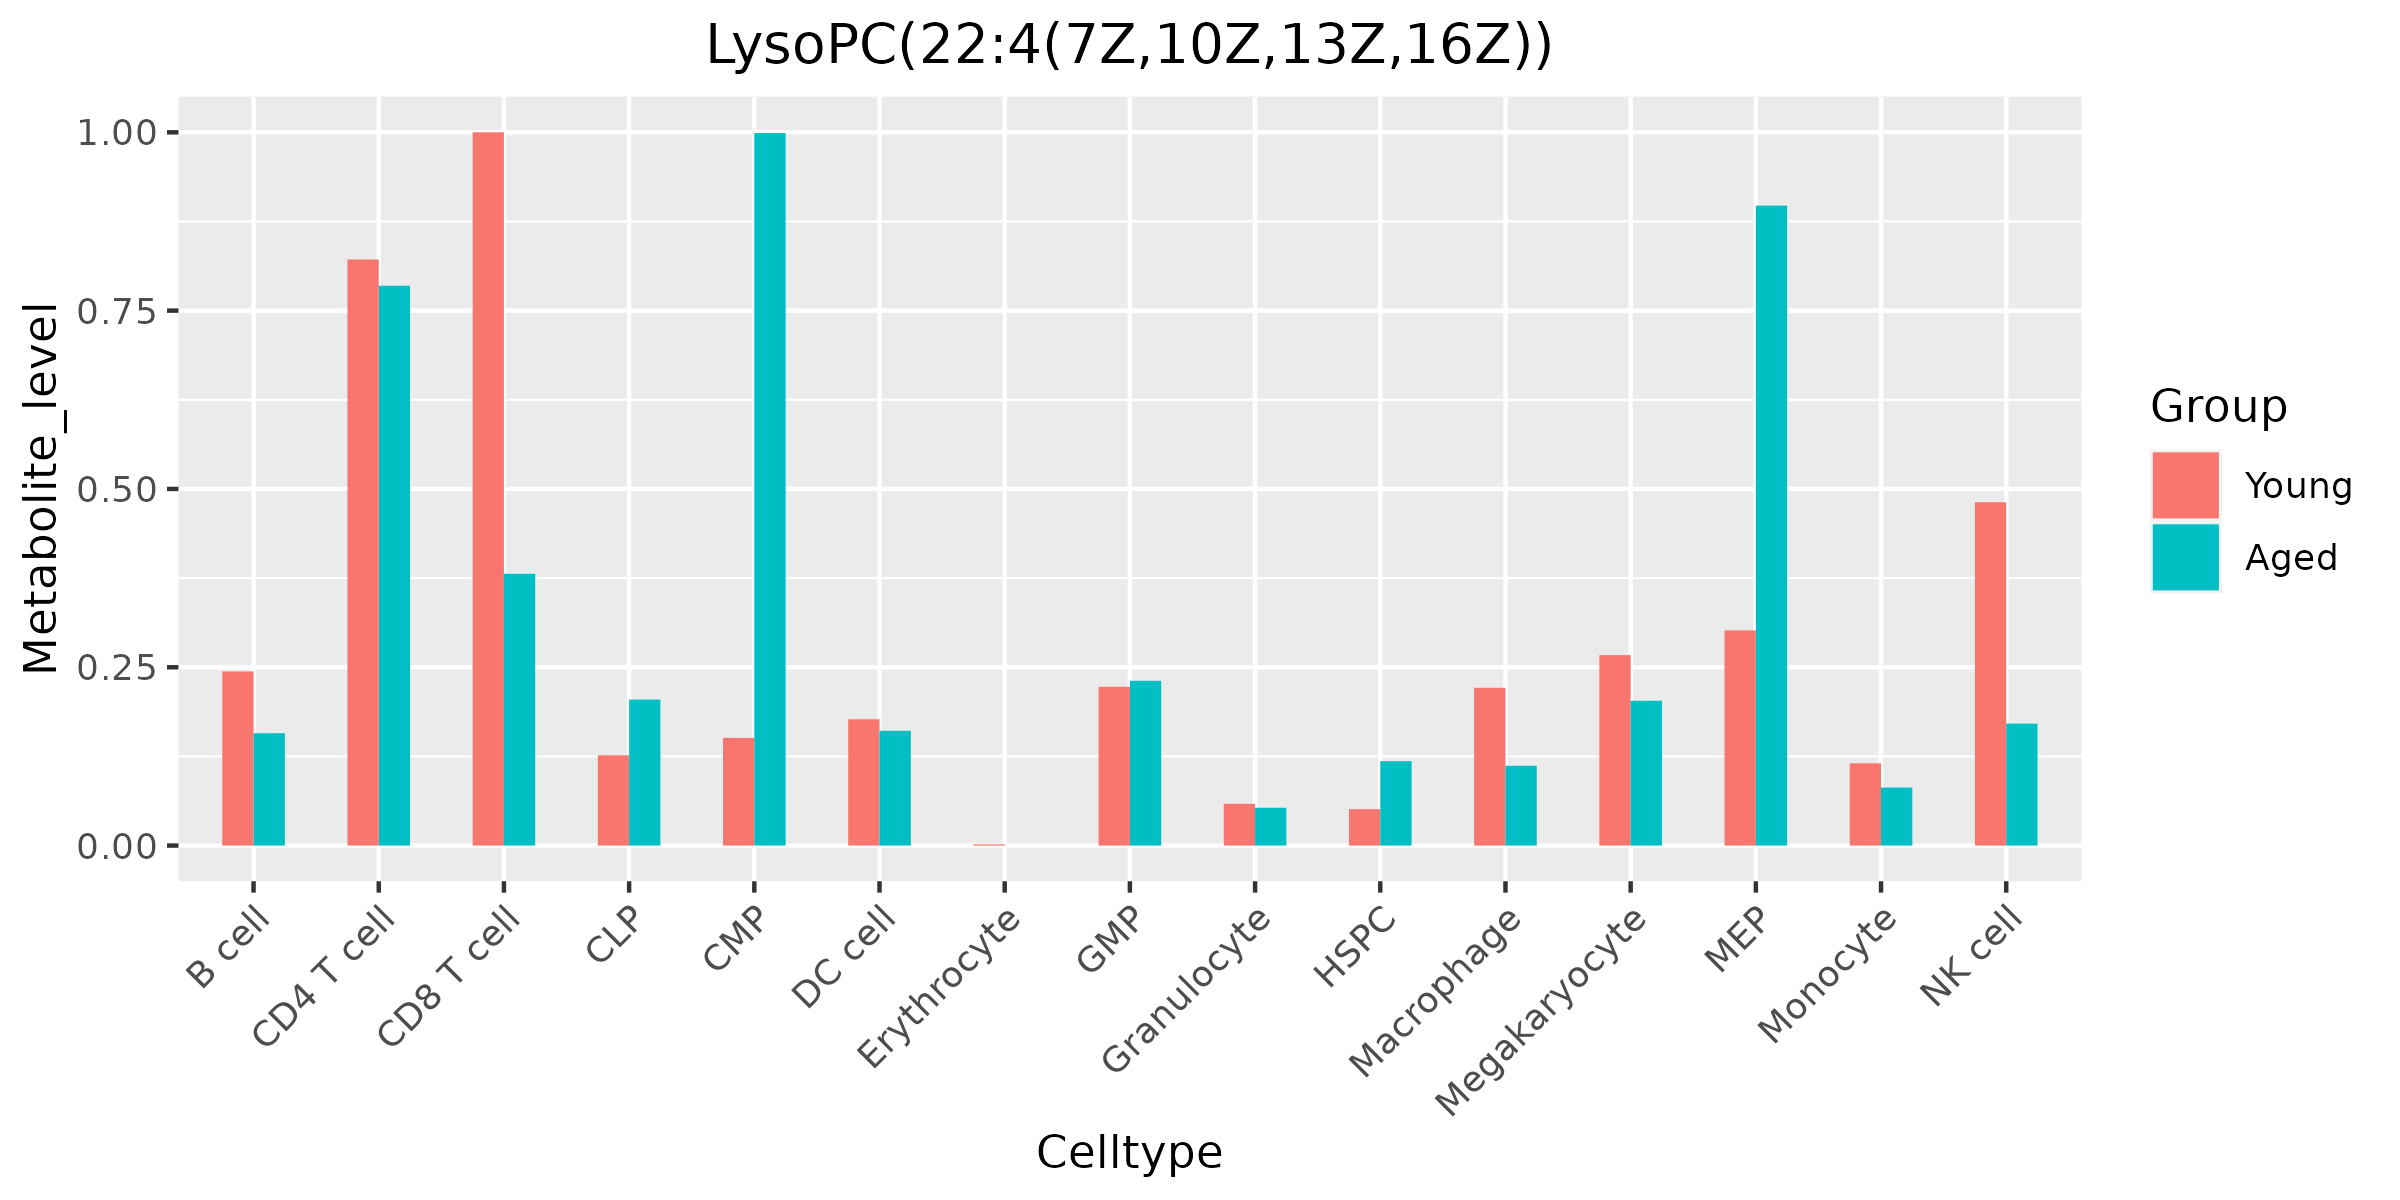 LysoPC(22:4(7Z,10Z,13Z,16Z))
Metabolite_level
1.00
0.75
0.50
0.25
0.00
B cell
CD4 T cell
CD8 T cell
CLP
CMP
DC cell
Erythrocyte
GMP
Granulocyte
HSPC
Macrophage
Megakaryocyte
MEP
Monocyte
NK cell
Celltype
Group
Young
Aged